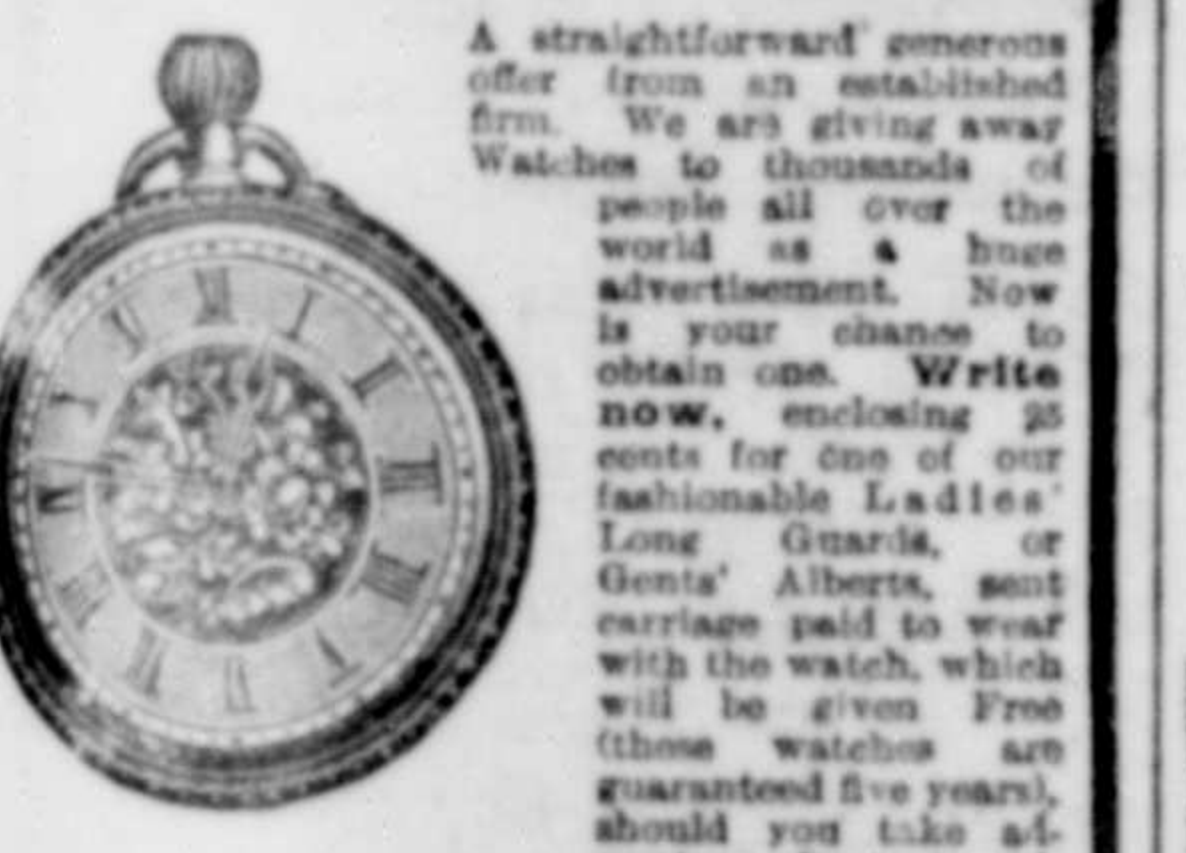 A straightforward generous
offer from an established
firm. We are giving away
Watches to thousands of
people all over the
world as a huge
advertisement. Now
is your chance to
obtain one. Write
now, enclosing 25
cents for one of our
fashionable Ladies'
Long Guards, or
Gents' Alberts, sent
carriage paid to wear
with the watch, which
will be given Free
(these watches are
guaranteed five years),
should you take ad-